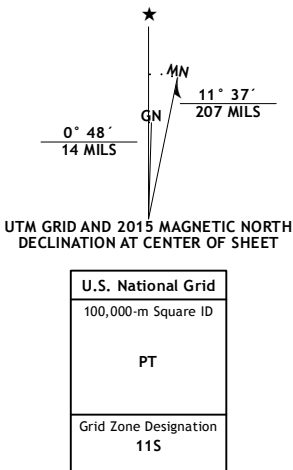 ★
MN
GN
11° 37´
207 MILS
0° 48´
14 MILS
UTM GRID AND 2015 MAGNETIC NORTH
DECLINATION AT CENTER OF SHEET
U.S. National Grid
100,000-m Square ID
PT
Grid Zone Designation
11S